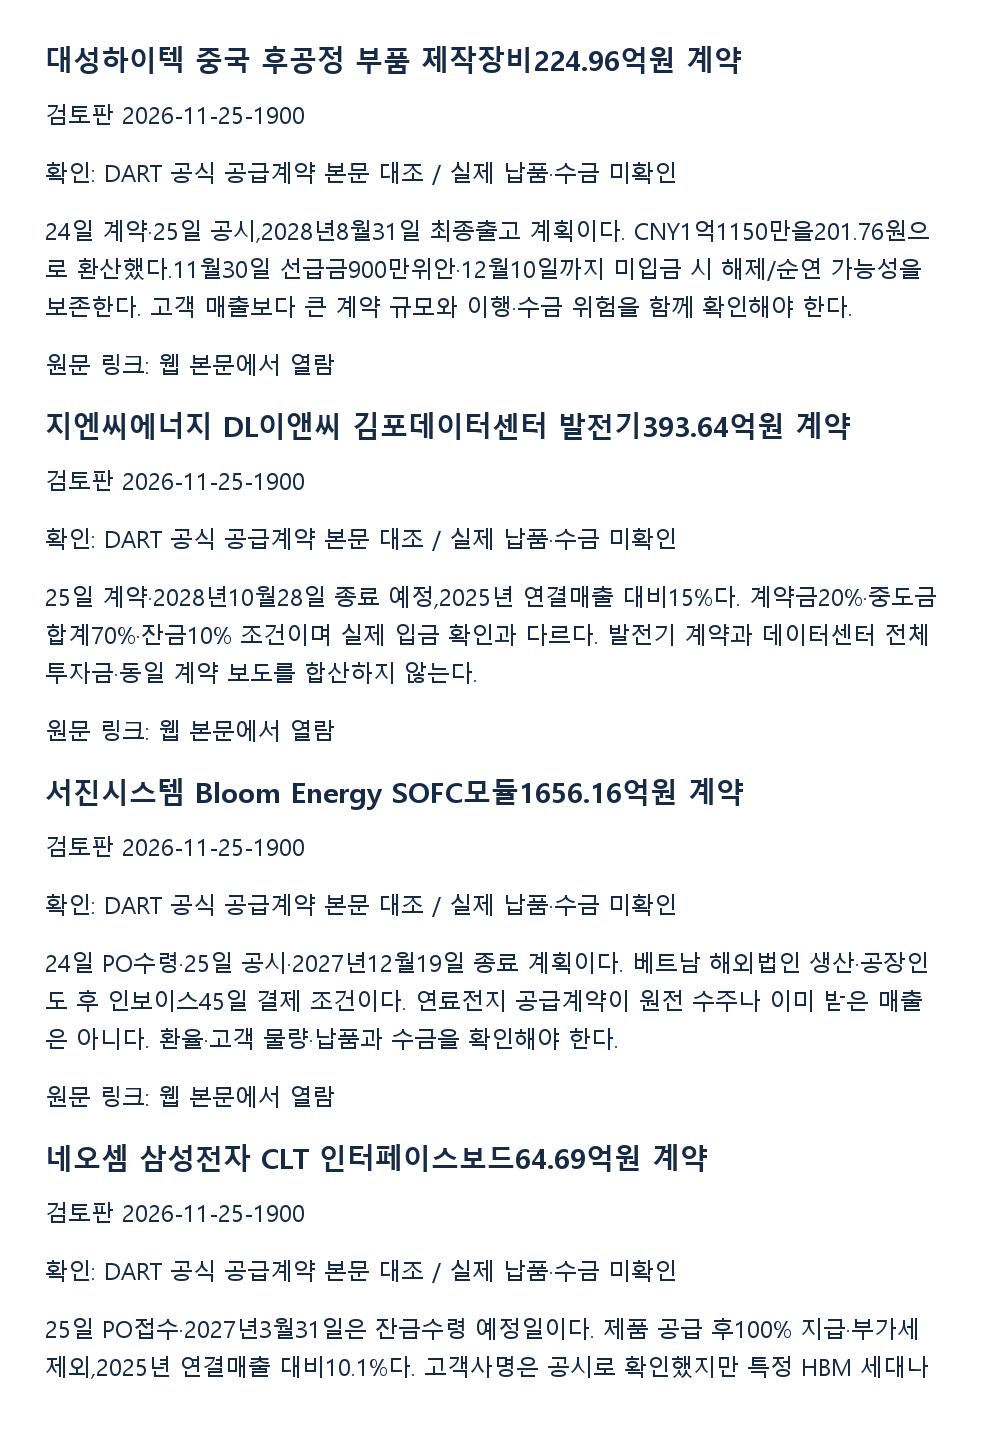 대성하이텍 중국 후공정 부품 제작장비224.96억원 계약
검토판 2026-11-25-1900
확인: DART 공식 공급계약 본문 대조 / 실제 납품·수금 미확인
24일 계약·25일 공시,2028년8월31일 최종출고 계획이다. CNY1억1150만을201.76원으
로 환산했다.11월30일 선급금900만위안·12월10일까지 미입금 시 해제/순연 가능성을
보존한다. 고객 매출보다 큰 계약 규모와 이행·수금 위험을 함께 확인해야 한다.
원문 링크: 웹 본문에서 열람
지엔씨에너지 DL이앤씨 김포데이터센터 발전기393.64억원 계약
검토판 2026-11-25-1900
확인: DART 공식 공급계약 본문 대조 / 실제 납품·수금 미확인
25일 계약·2028년10월28일 종료 예정,2025년 연결매출 대비15%다. 계약금20%·중도금
합계70%·잔금10% 조건이며 실제 입금 확인과 다르다. 발전기 계약과 데이터센터 전체
투자금·동일 계약 보도를 합산하지 않는다.
원문 링크: 웹 본문에서 열람
서진시스템 Bloom Energy SOFC모듈1656.16억원 계약
검토판 2026-11-25-1900
확인: DART 공식 공급계약 본문 대조 / 실제 납품·수금 미확인
24일 PO수령·25일 공시·2027년12월19일 종료 계획이다. 베트남 해외법인 생산·공장인
도 후 인보이스45일 결제 조건이다. 연료전지 공급계약이 원전 수주나 이미 받은 매출
은 아니다. 환율·고객 물량·납품과 수금을 확인해야 한다.
원문 링크: 웹 본문에서 열람
네오셈 삼성전자 CLT 인터페이스보드64.69억원 계약
검토판 2026-11-25-1900
확인: DART 공식 공급계약 본문 대조 / 실제 납품·수금 미확인
25일 PO접수·2027년3월31일은 잔금수령 예정일이다. 제품 공급 후100% 지급·부가세
제외,2025년 연결매출 대비10.1%다. 고객사명은 공시로 확인했지만 특정 HBM 세대나